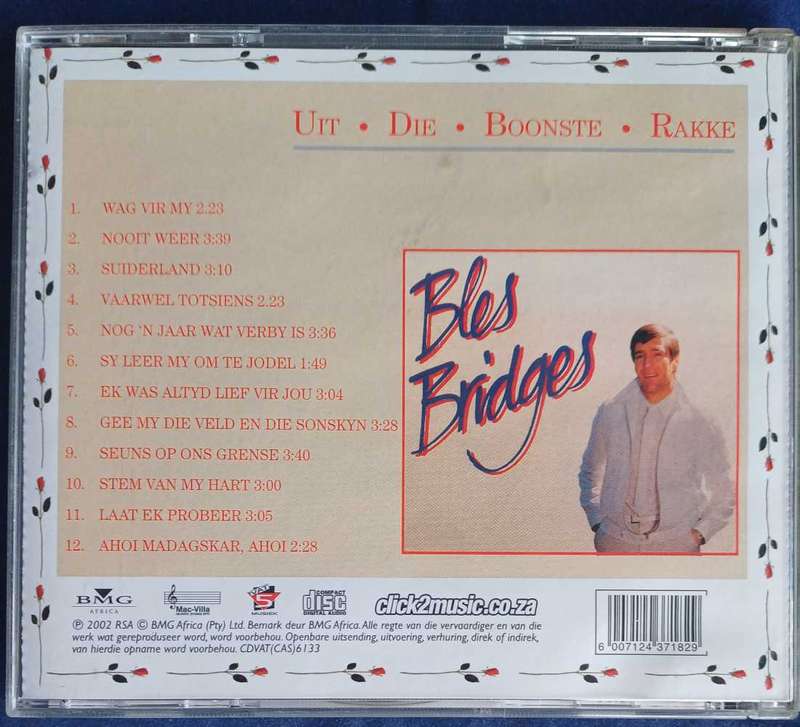 UIT • DIE • BOONSTE • RAKKE
1. WAG VIR MY 2.23
2. NOOIT WEER 3:39
3. SUIDERLAND 3:10
4. VAARWEL TOTSIENS 2.23
5. NOG 'N JAAR WAT VERBY IS 3:36
6. SY LEER MY OM TE JODEL 1:49
7. EK WAS ALTYD LIEF VIR JOU 3:04
8. GEE MY DIE VELD EN DIE SONSKYN 3:28
9. SEUNS OP ONS GRENSE 3:40
10. STEM VAN MY HART 3:00
11. LAAT EK PROBEER 3:05
12. AHOI MADAGSKAR, AHOI 2:28
Bles
Bridges
BMG
AFRICA
Mac-Villa
VAT
5
MUSIEK
COMPACT
disc
DIGITAL AUDIO
click2music.co.za
℗ 2002 RSA © BMG Africa (Pty) Ltd. Bemark deur BMG Africa. Alle regte van die vervaardiger en van die
werk wat gereproduseer word, word voorbehou. Openbare uitsending, uitvoering, verhuring, direk of indirek,
van hierdie opname word voorbehou. CDVAT(CAS)6133
6 007124 371829